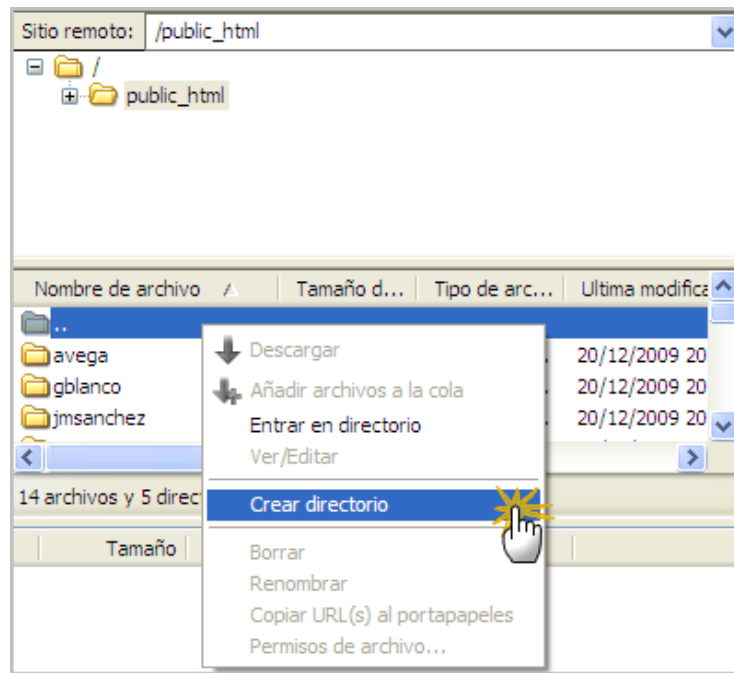 Sitio remoto: /public_html
/
public_html
Nombre de archivo Tamaño d... Tipo de arc... Ultima modifica
..
avega 20/12/2009 20
gblanco 20/12/2009 20
jmsanchez 20/12/2009 20
14 archivos y 5 direc
Tamaño
Descargar
Añadir archivos a la cola
Entrar en directorio
Ver/Editar
Crear directorio
Borrar
Renombrar
Copiar URL(s) al portapapeles
Permisos de archivo...